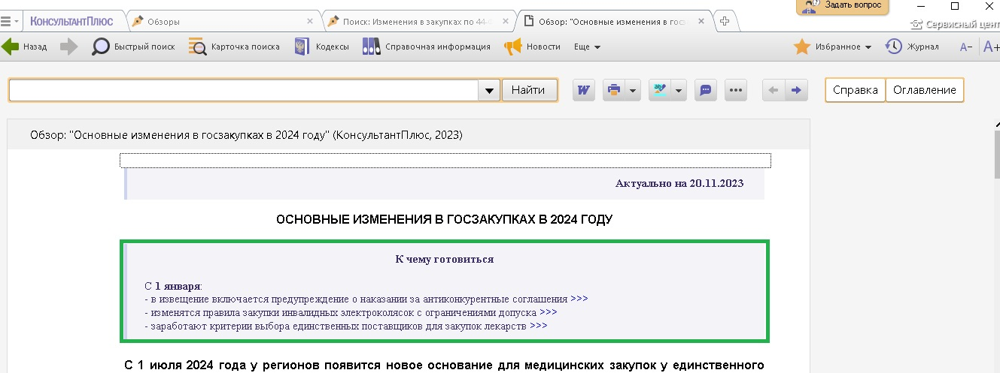 Задать вопрос
КонсультантПлюс
Обзоры
Поиск: Изменения в закупках по 44-
Обзор: "Основные изменения в гос
Сервисный цент
Назад
Быстрый поиск
Карточка поиска
Кодексы
Справочная информация
Новости
Еще
Избранное
Журнал
A−
A+
Найти
W
Справка
Оглавление
Обзор: "Основные изменения в госзакупках в 2024 году" (КонсультантПлюс, 2023)
Актуально на 20.11.2023
ОСНОВНЫЕ ИЗМЕНЕНИЯ В ГОСЗАКУПКАХ В 2024 ГОДУ
К чему готовиться
С 1 января:
- в извещение включается предупреждение о наказании за антиконкурентные соглашения >>>
- изменятся правила закупки инвалидных электроколясок с ограничениями допуска >>>
- заработают критерии выбора единственных поставщиков для закупок лекарств >>>
С 1 июля 2024 года у регионов появится новое основание для медицинских закупок у единственного